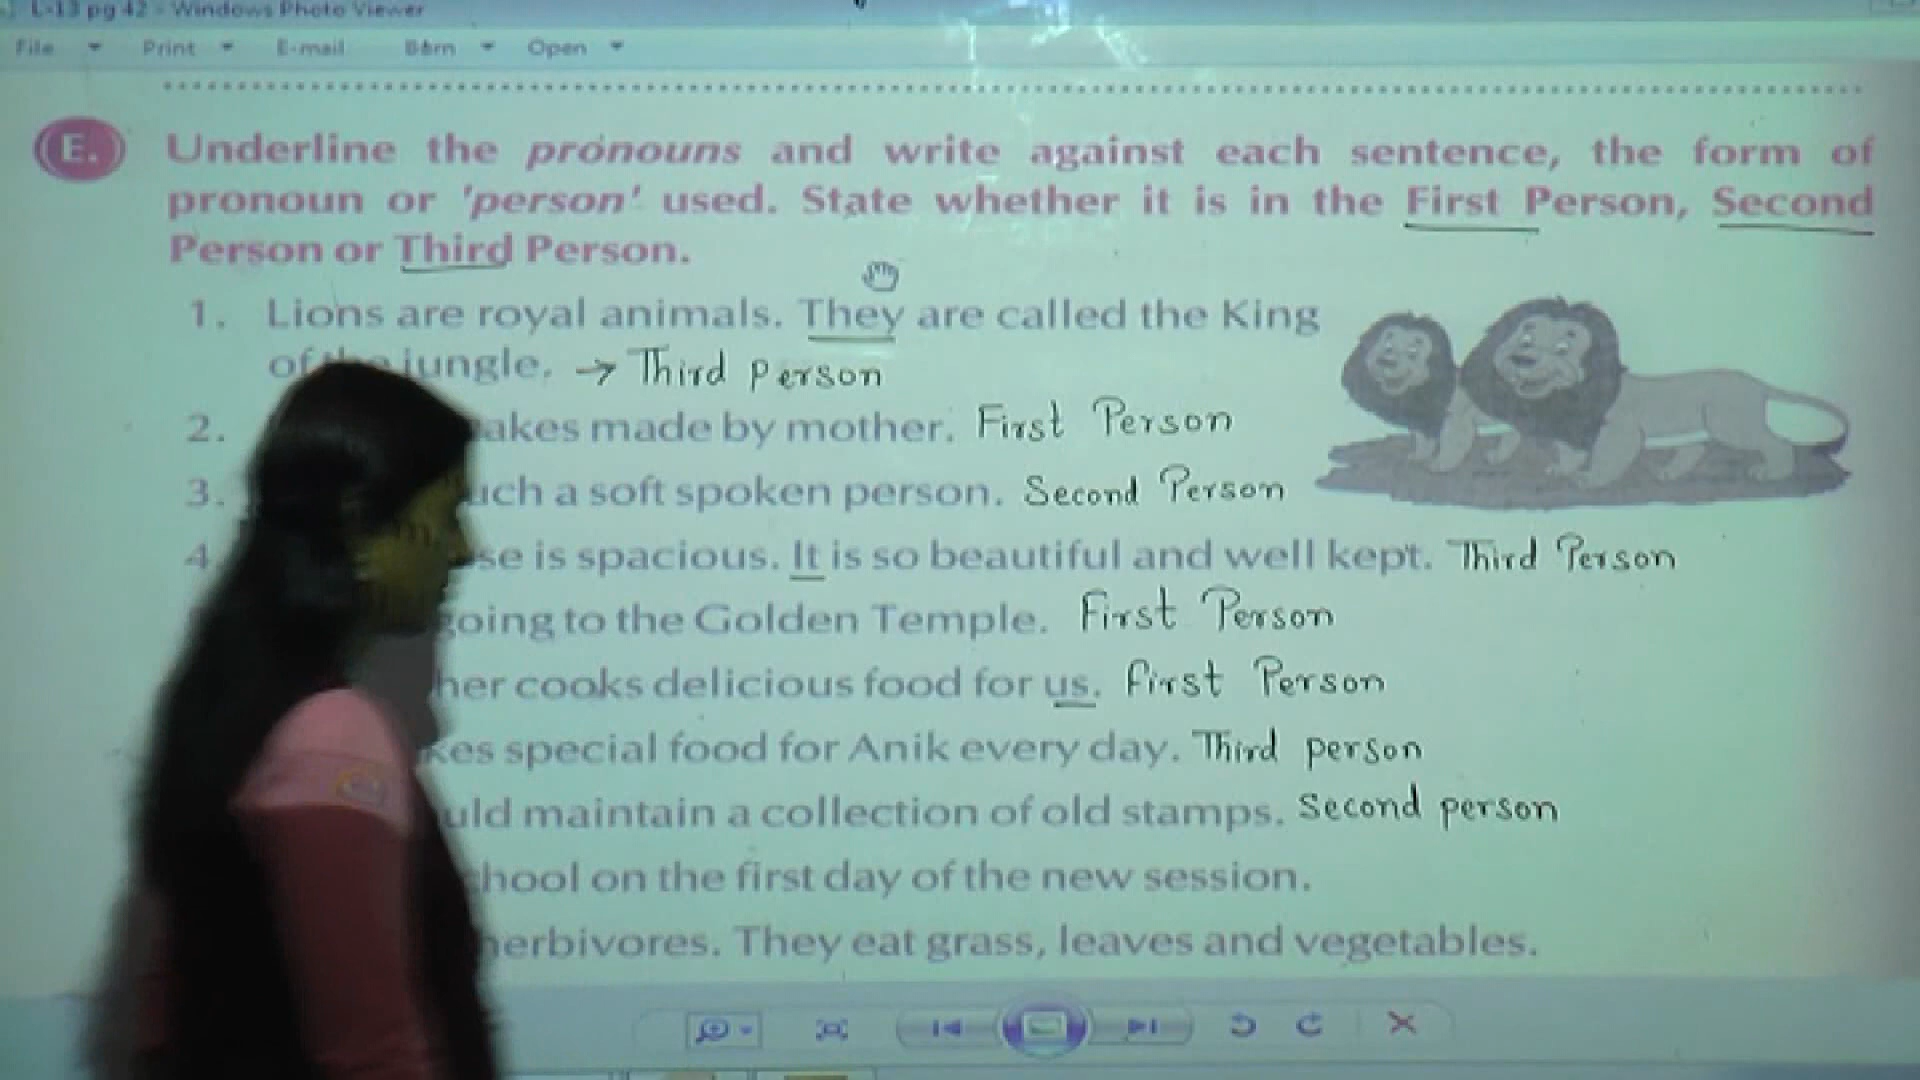 L-13 pg 42 - Windows Photo Viewer
File Print E-mail Burn Open
E. Underline the pronouns and write against each sentence, the form of
pronoun or 'person' used. State whether it is in the First Person, Second
Person or Third Person.
1. Lions are royal animals. They are called the King
of the jungle. → Third person
2. akes made by mother. First Person
3. uch a soft spoken person. Second Person
4. se is spacious. It is so beautiful and well kept. Third Person
going to the Golden Temple. First Person
her cooks delicious food for us. First Person
kes special food for Anik every day. Third person
uld maintain a collection of old stamps. Second person
hool on the first day of the new session.
herbivores. They eat grass, leaves and vegetables.